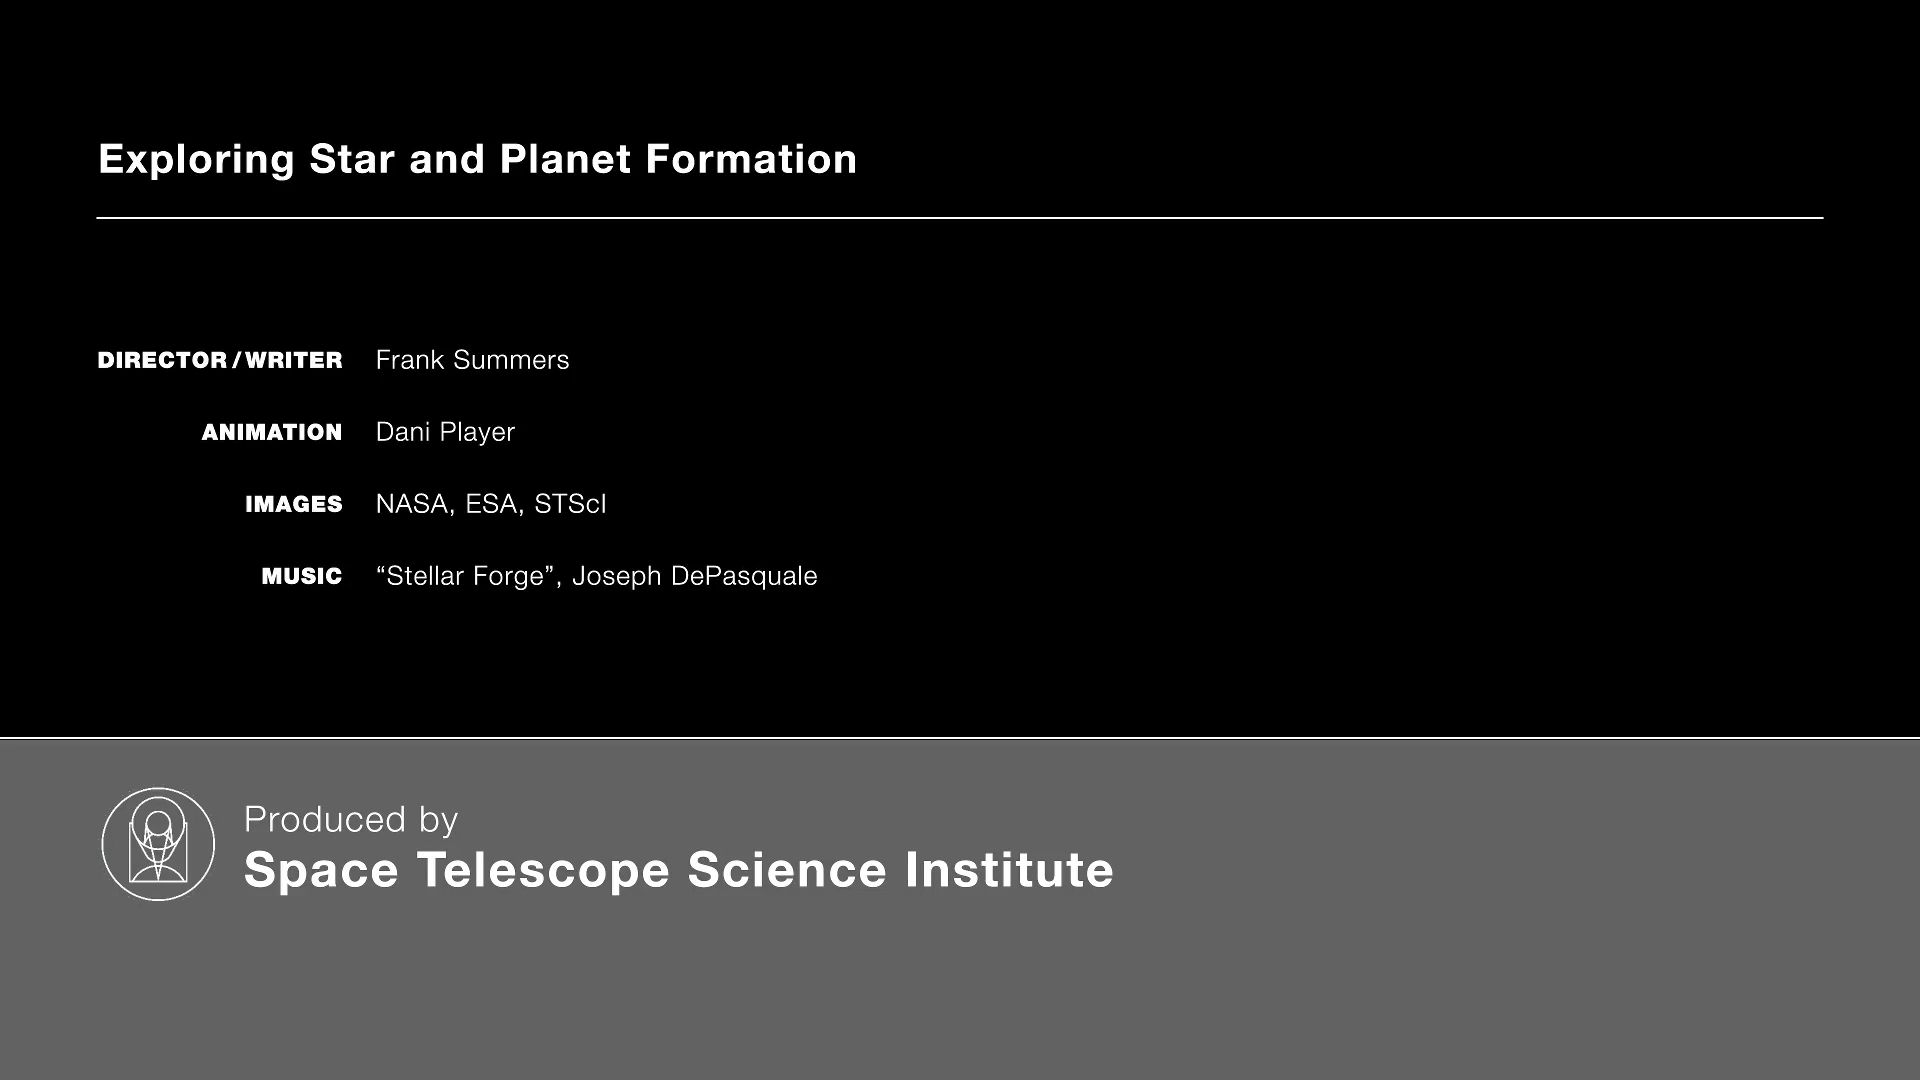 Exploring Star and Planet Formation
DIRECTOR/WRITER Frank Summers
ANIMATION Dani Player
IMAGES NASA, ESA, STScI
MUSIC “Stellar Forge”, Joseph DePasquale
Produced by
Space Telescope Science Institute